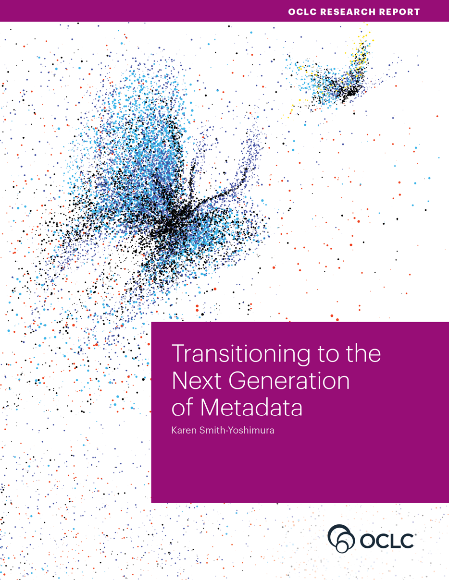 OCLC RESEARCH REPORT
Transitioning to the
Next Generation
of Metadata
Karen Smith-Yoshimura
OCLC